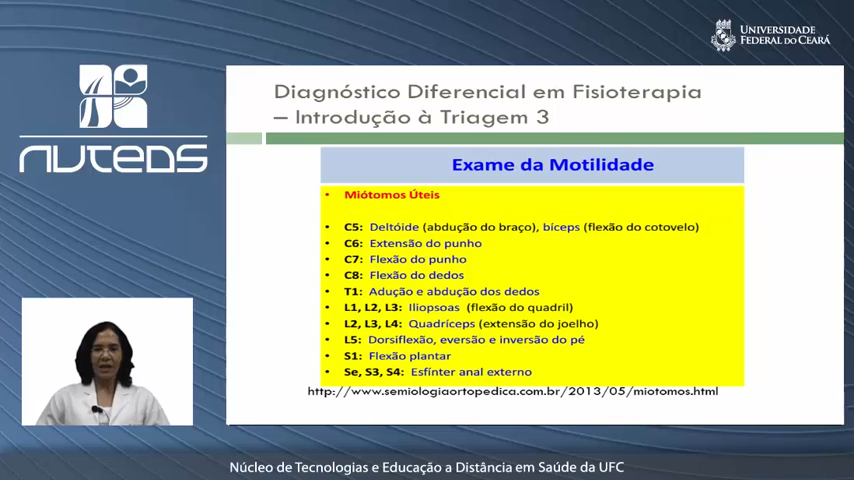 UNIVERSIDADE
FEDERAL DO CEARÁ
NUTEDS
Diagnóstico Diferencial em Fisioterapia
– Introdução à Triagem 3
Exame da Motilidade
• Miótomos Úteis
• C5: Deltóide (abdução do braço), bíceps (flexão do cotovelo)
• C6: Extensão do punho
• C7: Flexão do punho
• C8: Flexão do dedos
• T1: Adução e abdução dos dedos
• L1, L2, L3: Iliopsoas (flexão do quadril)
• L2, L3, L4: Quadríceps (extensão do joelho)
• L5: Dorsiflexão, eversão e inversão do pé
• S1: Flexão plantar
• Se, S3, S4: Esfínter anal externo
http://www.semiologiaortopedica.com.br/2013/05/miotomos.html
Núcleo de Tecnologias e Educação a Distância em Saúde da UFC